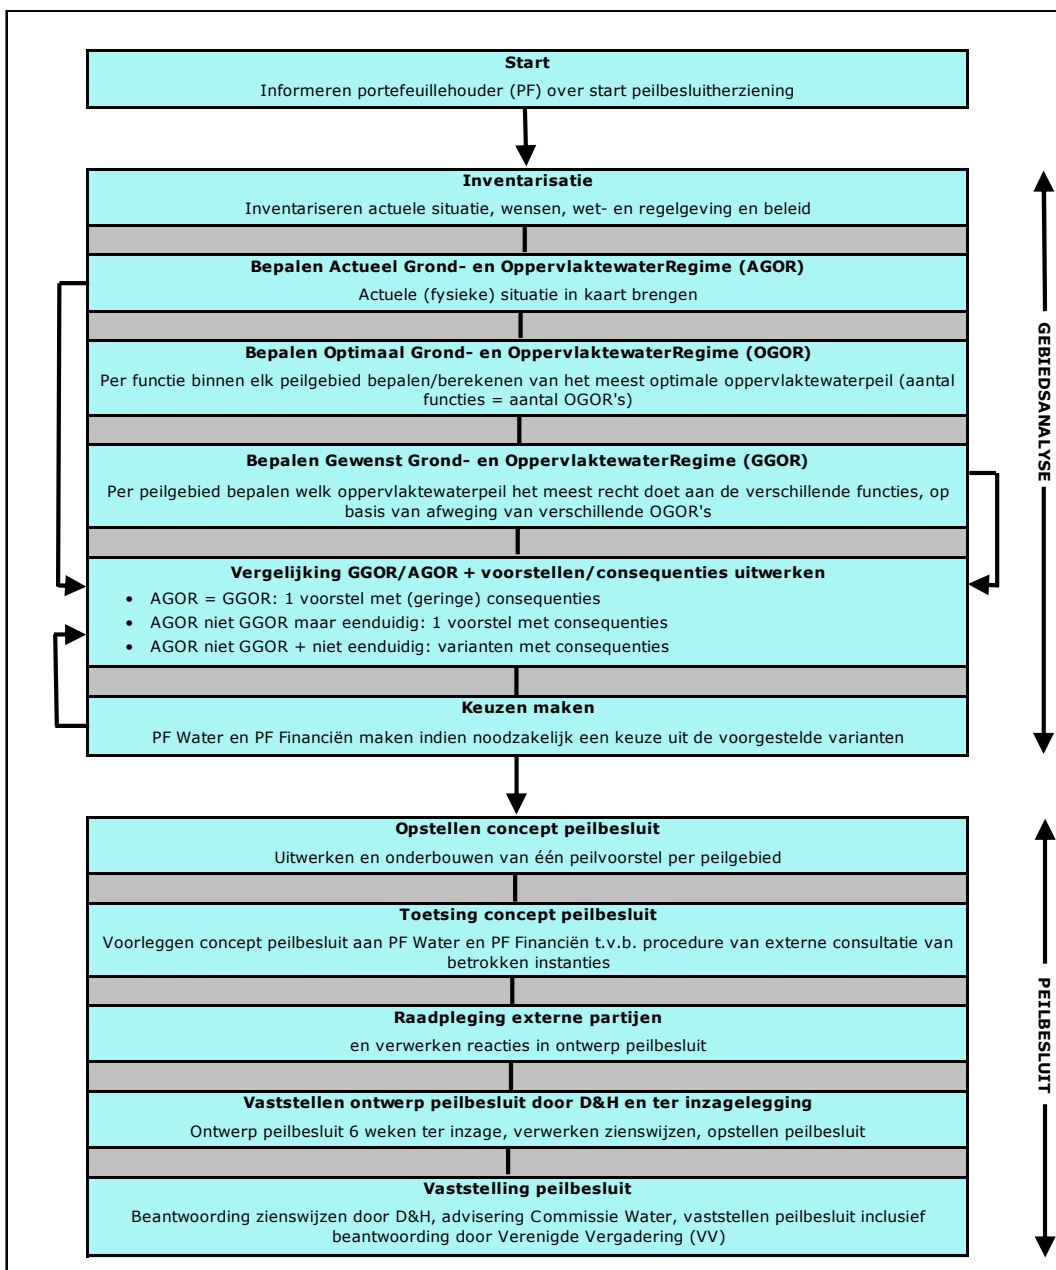 Start
Informeren portefeuillehouder (PF) over start peilbesluitherziening
Inventarisatie
Inventariseren actuele situatie, wensen, wet- en regelgeving en beleid
Bepalen Actueel Grond- en OppervlaktewaterRegime (AGOR)
Actuele (fysieke) situatie in kaart brengen
Bepalen Optimaal Grond- en OppervlaktewaterRegime (OGOR)
Per functie binnen elk peilgebied bepalen/berekenen van het meest optimale oppervlaktewaterpeil (aantal
functies = aantal OGOR's)
Bepalen Gewenst Grond- en OppervlaktewaterRegime (GGOR)
Per peilgebied bepalen welk oppervlaktewaterpeil het meest recht doet aan de verschillende functies, op
basis van afweging van verschillende OGOR's
Vergelijking GGOR/AGOR + voorstellen/consequenties uitwerken
• AGOR = GGOR: 1 voorstel met (geringe) consequenties
• AGOR niet GGOR maar eenduidig: 1 voorstel met consequenties
• AGOR niet GGOR + niet eenduidig: varianten met consequenties
Keuzen maken
PF Water en PF Financiën maken indien noodzakelijk een keuze uit de voorgestelde varianten
GEBIEDSANALYSE
Opstellen concept peilbesluit
Uitwerken en onderbouwen van één peilvoorstel per peilgebied
Toetsing concept peilbesluit
Voorleggen concept peilbesluit aan PF Water en PF Financiën t.v.b. procedure van externe consultatie van
betrokken instanties
Raadpleging externe partijen
en verwerken reacties in ontwerp peilbesluit
Vaststellen ontwerp peilbesluit door D&H en ter inzagelegging
Ontwerp peilbesluit 6 weken ter inzage, verwerken zienswijzen, opstellen peilbesluit
Vaststelling peilbesluit
Beantwoording zienswijzen door D&H, advisering Commissie Water, vaststellen peilbesluit inclusief
beantwoording door Verenigde Vergadering (VV)
PEILBESLUIT